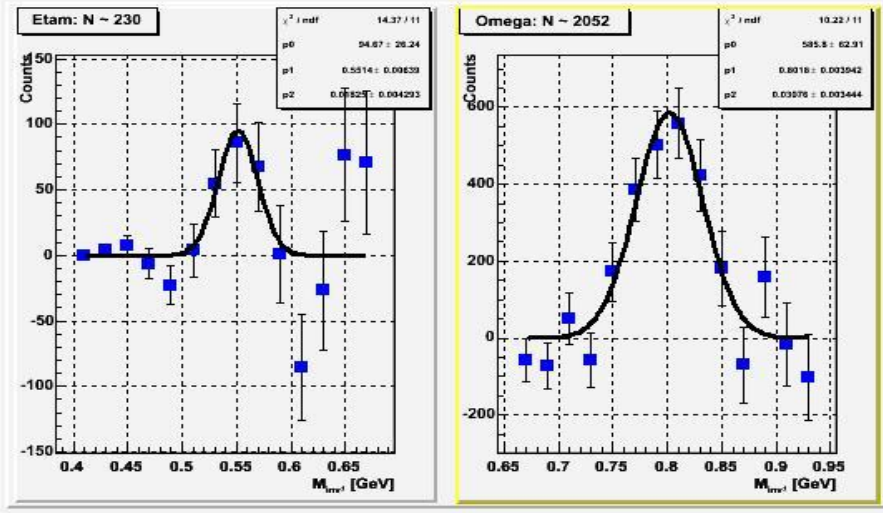 Etam: N ~ 230
χ² / ndf 14.37 / 11
p0 94.67 ± 26.24
p1 0.5514 ± 0.00639
p2 0.01825 ± 0.004293
Counts
150
100
50
0
-50
-100
-150
0.4 0.45 0.5 0.55 0.6 0.65
M_inv, [GeV]
Omega: N ~ 2052
χ² / ndf 10.22 / 11
p0 585.8 ± 62.91
p1 0.8018 ± 0.003942
p2 0.03076 ± 0.003444
Counts
600
400
200
0
-200
0.65 0.7 0.75 0.8 0.85 0.9 0.95
M_inv, [GeV]